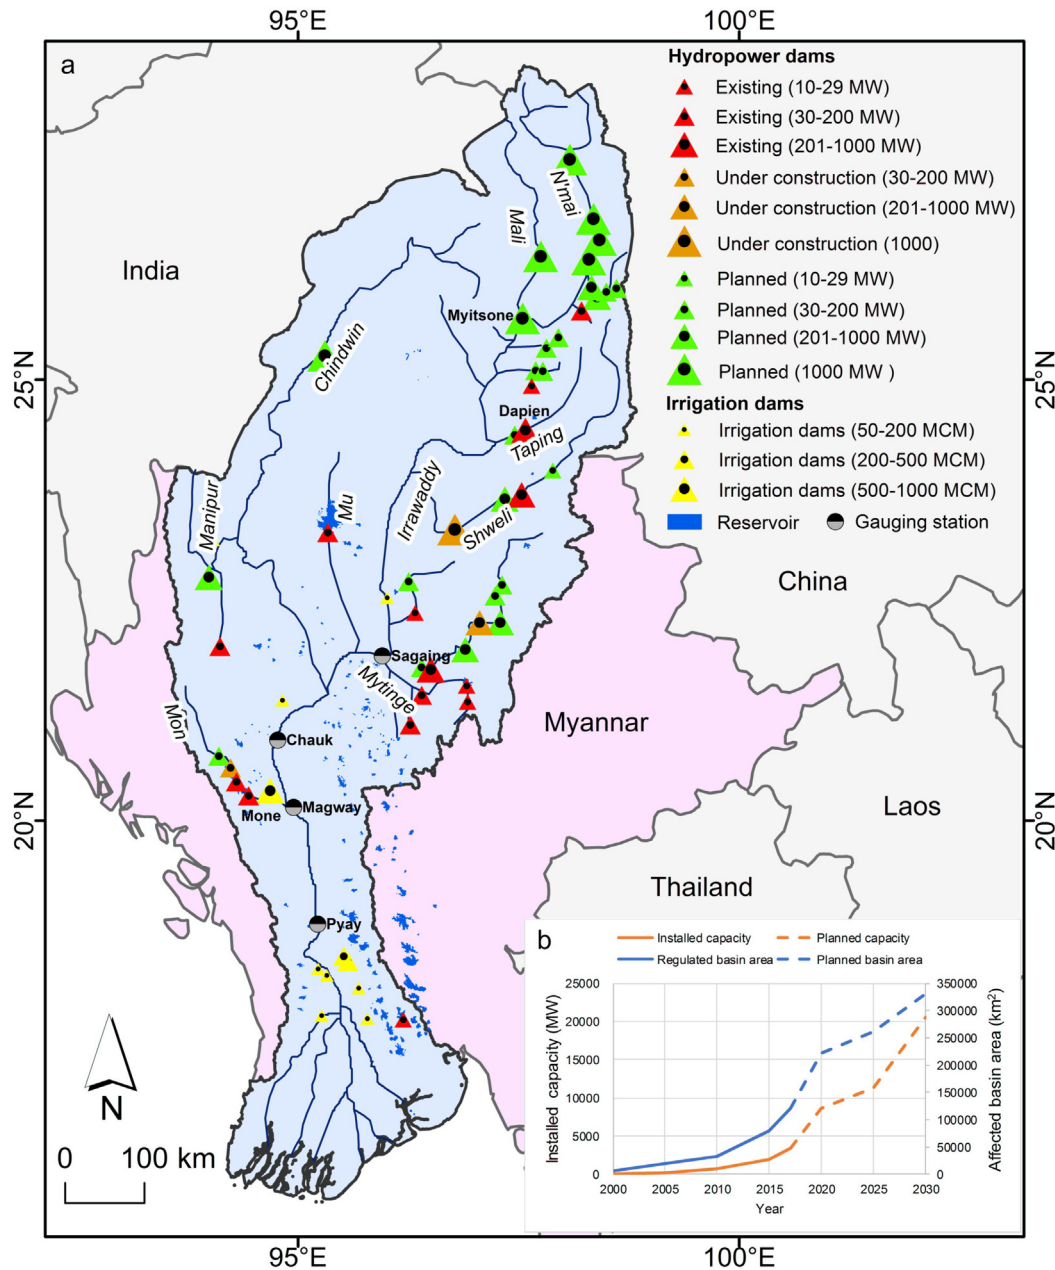 95°E 100°E
a
Hydropower dams
Existing (10-29 MW)
Existing (30-200 MW)
Existing (201-1000 MW)
Under construction (30-200 MW)
Under construction (201-1000 MW)
Under construction (1000)
Planned (10-29 MW)
Planned (30-200 MW)
Planned (201-1000 MW)
Planned (1000 MW )
Irrigation dams
Irrigation dams (50-200 MCM)
Irrigation dams (200-500 MCM)
Irrigation dams (500-1000 MCM)
Reservoir Gauging station
N'mai
Mali
India
Myitsone
Chindwin
25°N 25°N
Dapien
Taping
Irrawaddy
Manipur
Mu
Shweli
China
Sagaing
Mytinge
Mon
Myannar
Chauk
Magway
Mone
20°N 20°N
Laos
Thailand
Pyay
N
0 100 km
b
Installed capacity Planned capacity
Regulated basin area Planned basin area
Installed capacity (MW)
25000
20000
15000
10000
5000
0
350000
300000
250000
200000
150000
100000
50000
0
Affected basin area (km²)
2000 2005 2010 2015 2020 2025 2030
Year
95°E 100°E